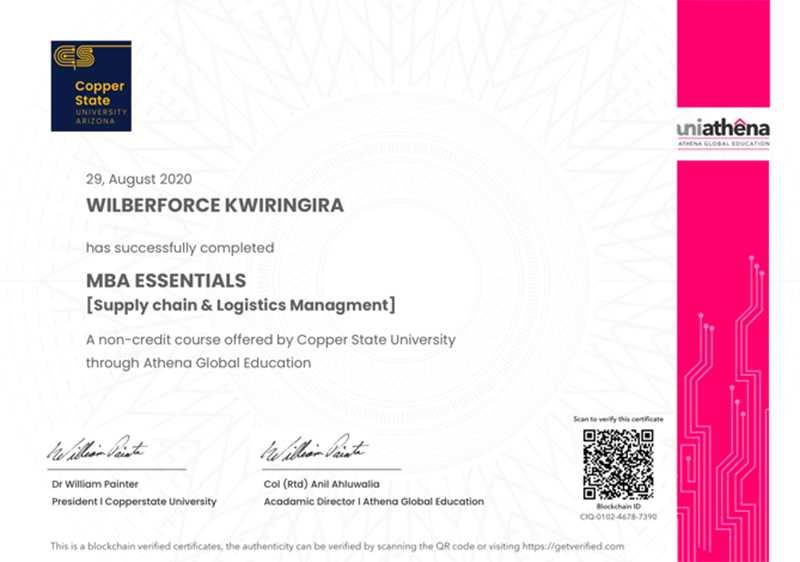 Copper
State
UNIVERSITY
ARIZONA
uniathêna
ATHENA GLOBAL EDUCATION
29, August 2020
WILBERFORCE KWIRINGIRA
has successfully completed
MBA ESSENTIALS
[Supply chain & Logistics Managment]
A non-credit course offered by Copper State University
through Athena Global Education
Scan to verify this certificate
William Painte
William Painte
Dr William Painter
Col (Rtd) Anil Ahluwalia
President l Copperstate University
Acadamic Director l Athena Global Education
Blockchain ID
CIQ-0102-4678-7390
This is a blockchain verified certificates, the authenticity can be verified by scanning the QR code or visiting https://getverified.com